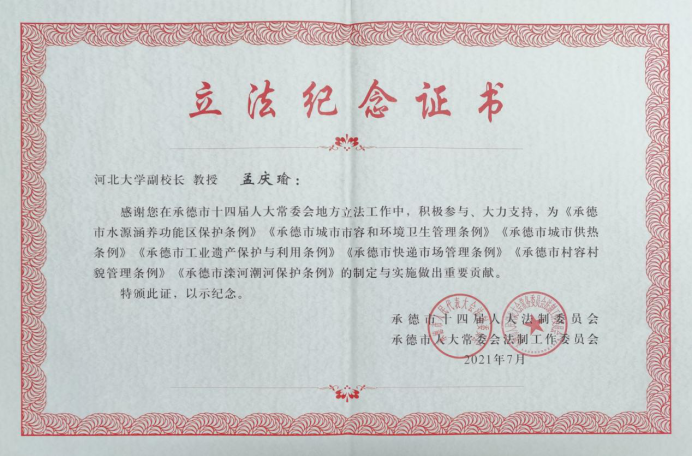 立法纪念证书
河北大学副校长 教授 孟庆瑜：
感谢您在承德市十四届人大常委会地方立法工作中，积极参与、大力支持，为《承德
市水源涵养功能区保护条例》《承德市城市市容和环境卫生管理条例》《承德市城市供热
条例》《承德市工业遗产保护与利用条例》《承德市快递市场管理条例》《承德市村容村
貌管理条例》《承德市滦河潮河保护条例》的制定与实施做出重要贡献。
特颁此证，以示纪念。
承德市十四届人大法制委员会
承德市人大常委会法制工作委员会
2021年7月